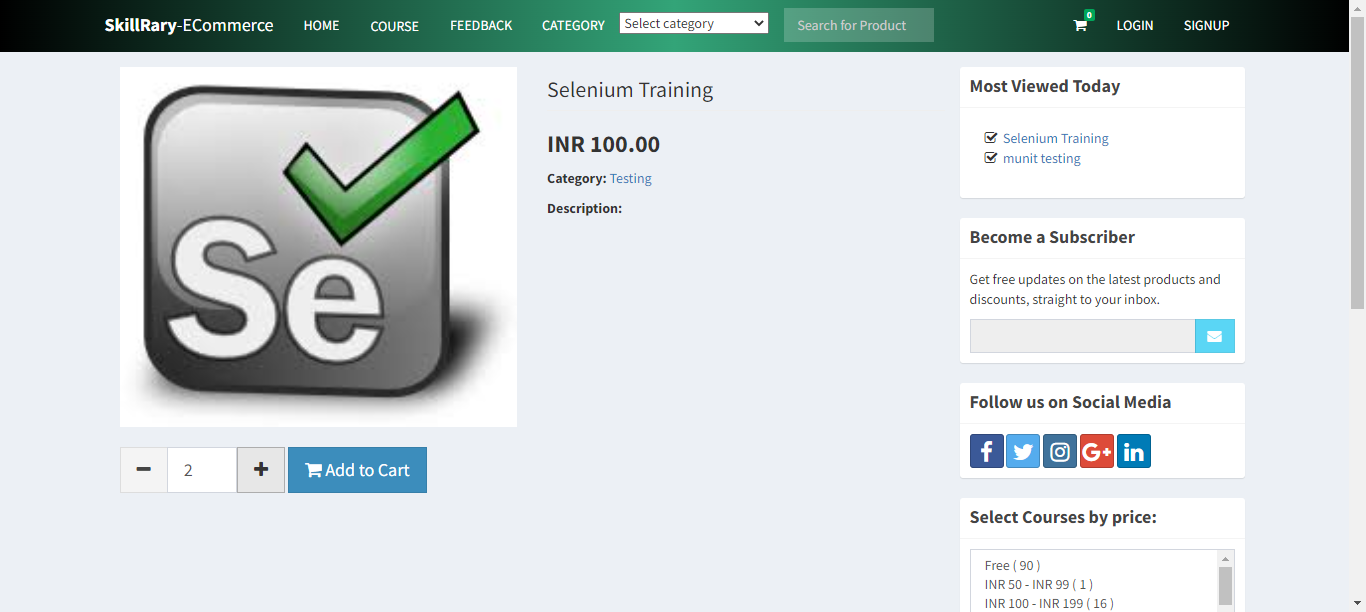 SkillRary-ECommerce
HOME
COURSE
FEEDBACK
CATEGORY
Select category
Search for Product
0
LOGIN
SIGNUP
Se
Selenium Training
INR 100.00
Category: Testing
Description:
2
Add to Cart
Most Viewed Today
Selenium Training
munit testing
Become a Subscriber
Get free updates on the latest products and
discounts, straight to your inbox.
Follow us on Social Media
f
G+
in
Select Courses by price:
Free ( 90 )
INR 50 - INR 99 ( 1 )
INR 100 - INR 199 ( 16 )